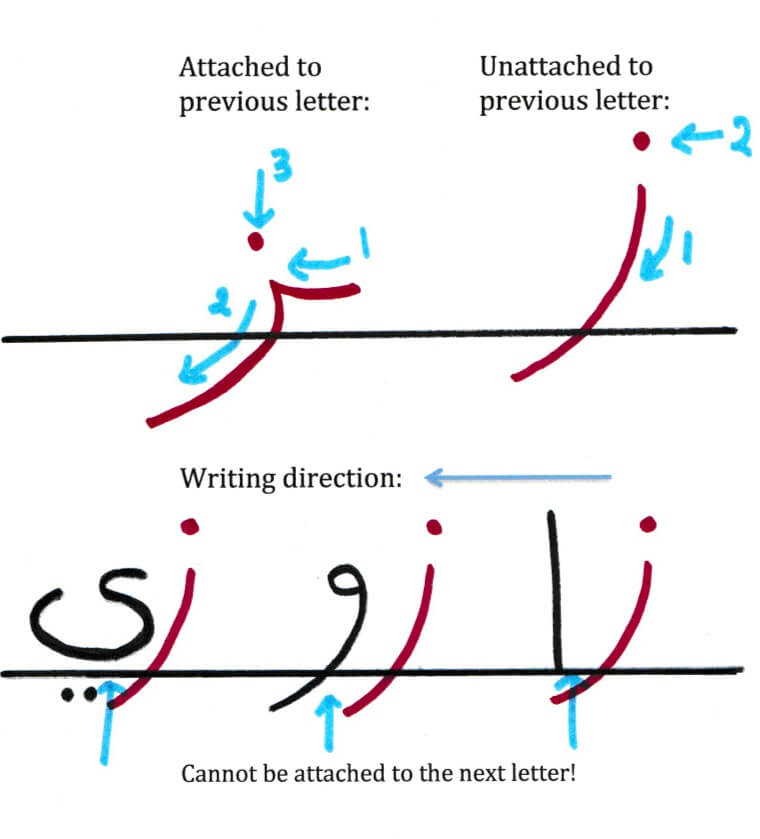 Attached to
previous letter:
Unattached to
previous letter:
3
1
2
ز
2
1
ز
Writing direction:
زا زو زي
Cannot be attached to the next letter!